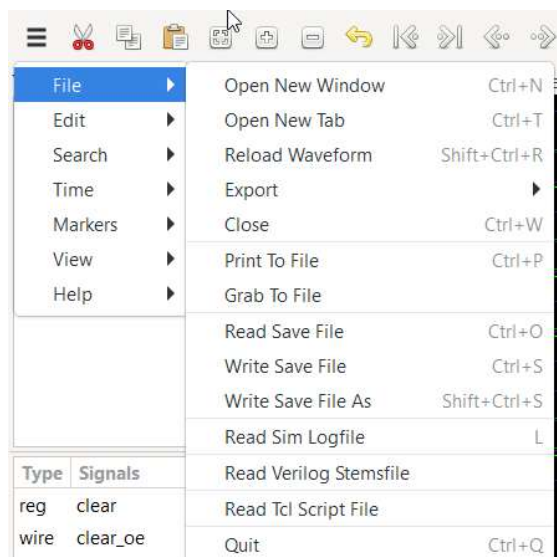 File
Edit
Search
Time
Markers
View
Help
Open New Window Ctrl+N
Open New Tab Ctrl+T
Reload Waveform Shift+Ctrl+R
Export
Close Ctrl+W
Print To File Ctrl+P
Grab To File
Read Save File Ctrl+O
Write Save File Ctrl+S
Write Save File As Shift+Ctrl+S
Read Sim Logfile L
Read Verilog Stemsfile
Read Tcl Script File
Quit Ctrl+Q
Type Signals
reg clear
wire clear_oe